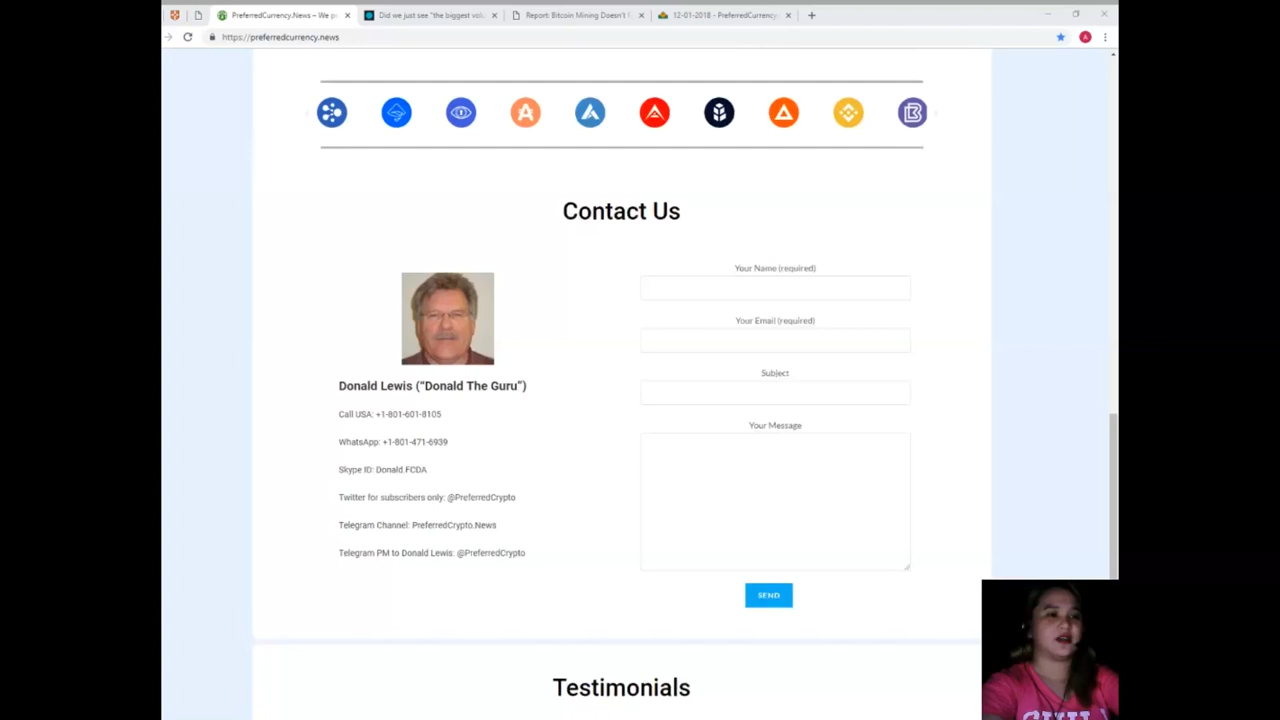 PreferredCurrency.News – We p
Did we just see "the biggest volu
Report: Bitcoin Mining Doesn't F
12-01-2018 - PreferredCurrency.
https://preferredcurrency.news
Contact Us
Donald Lewis (“Donald The Guru”)
Call USA: +1-801-601-8105
WhatsApp: +1-801-471-6939
Skype ID: Donald.FCDA
Twitter for subscribers only: @PreferredCrypto
Telegram Channel: PreferredCrypto.News
Telegram PM to Donald Lewis: @PreferredCrypto
Your Name (required)
Your Email (required)
Subject
Your Message
SEND
Testimonials